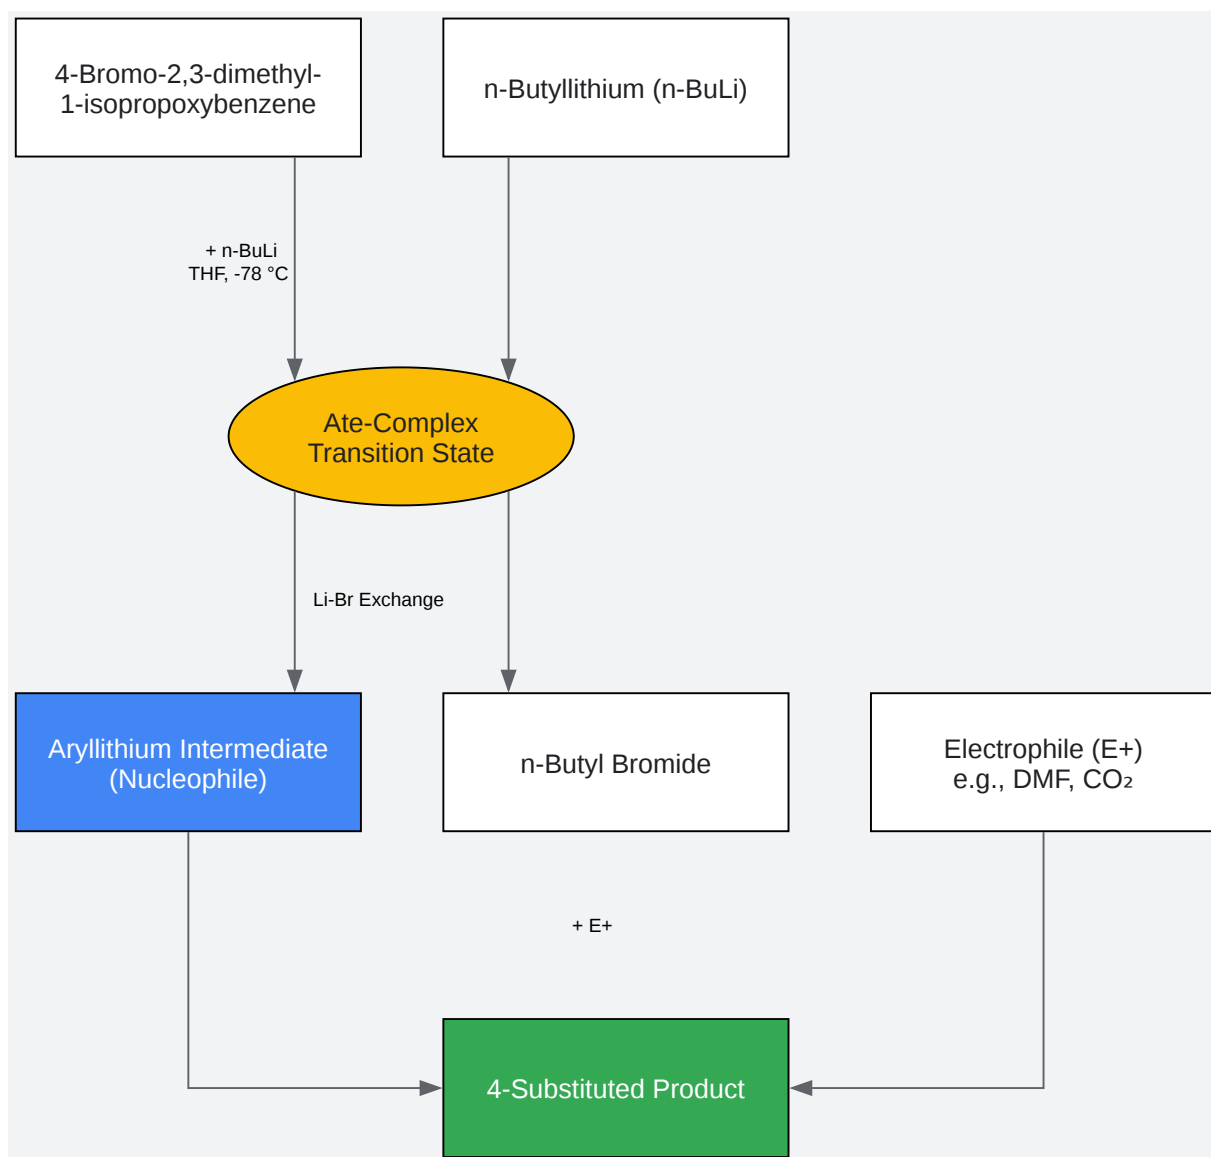 4-Bromo-2,3-dimethyl-
1-isopropoxybenzene
n-Butyllithium (n-BuLi)
+ n-BuLi
THF, -78 °C
Ate-Complex
Transition State
Li-Br Exchange
Aryllithium Intermediate
(Nucleophile)
n-Butyl Bromide
Electrophile (E+)
e.g., DMF, CO₂
+ E+
4-Substituted Product